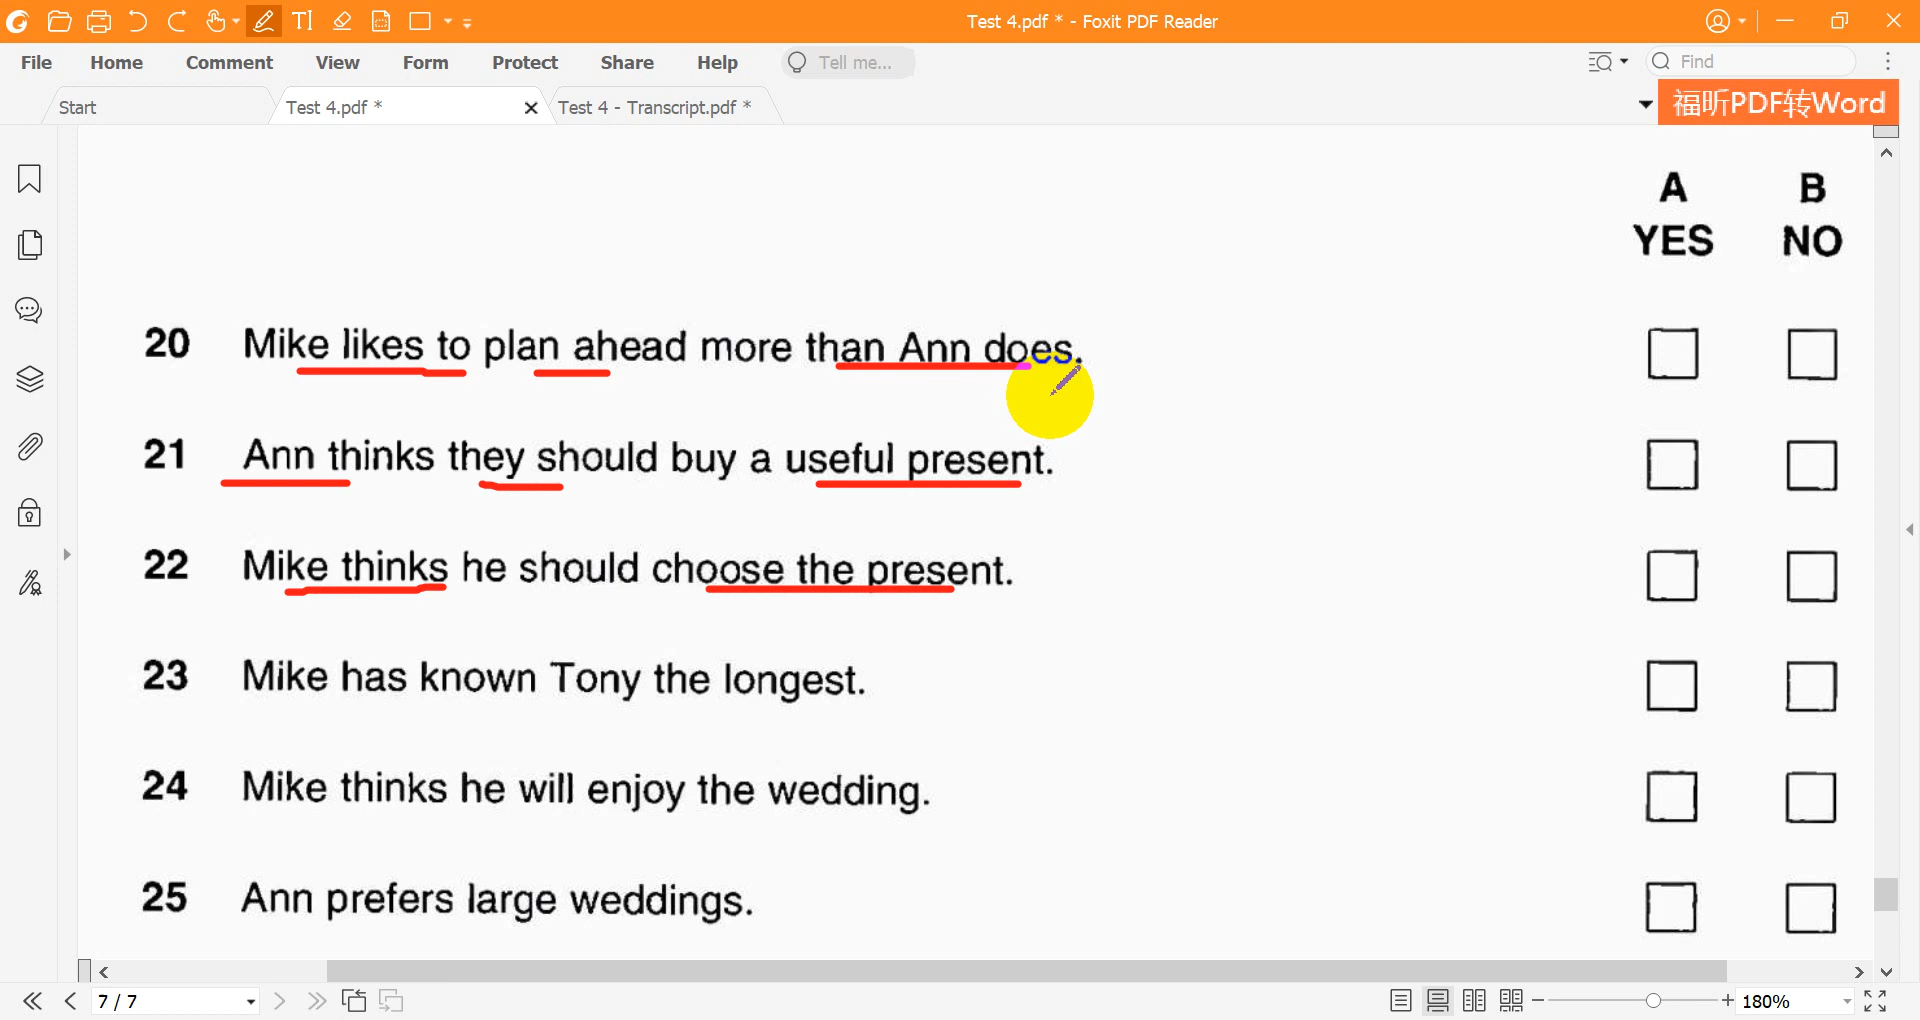 Test 4.pdf * - Foxit PDF Reader
File Home Comment View Form Protect Share Help Tell me... Find
Start Test 4.pdf * Test 4 - Transcript.pdf * 福昕PDF转Word
A B
YES NO
20 Mike likes to plan ahead more than Ann does.
21 Ann thinks they should buy a useful present.
22 Mike thinks he should choose the present.
23 Mike has known Tony the longest.
24 Mike thinks he will enjoy the wedding.
25 Ann prefers large weddings.
7 / 7 180%